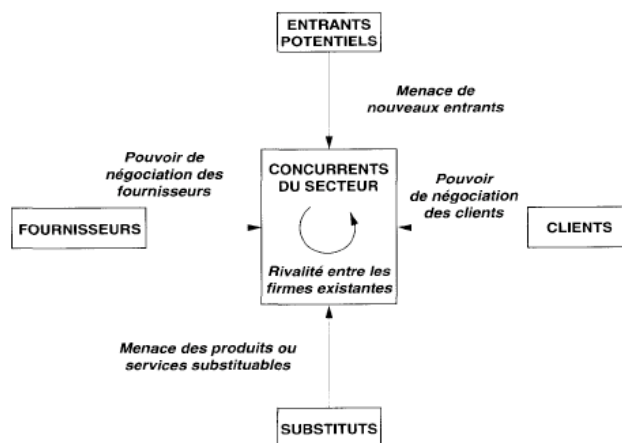 ENTRANTS
POTENTIELS
Menace de
nouveaux entrants
Pouvoir de
négociation des
fournisseurs
CONCURRENTS
DU SECTEUR
Pouvoir
de négociation
des clients
FOURNISSEURS
CLIENTS
Rivalité entre les
firmes existantes
Menace des produits ou
services substituables
SUBSTITUTS